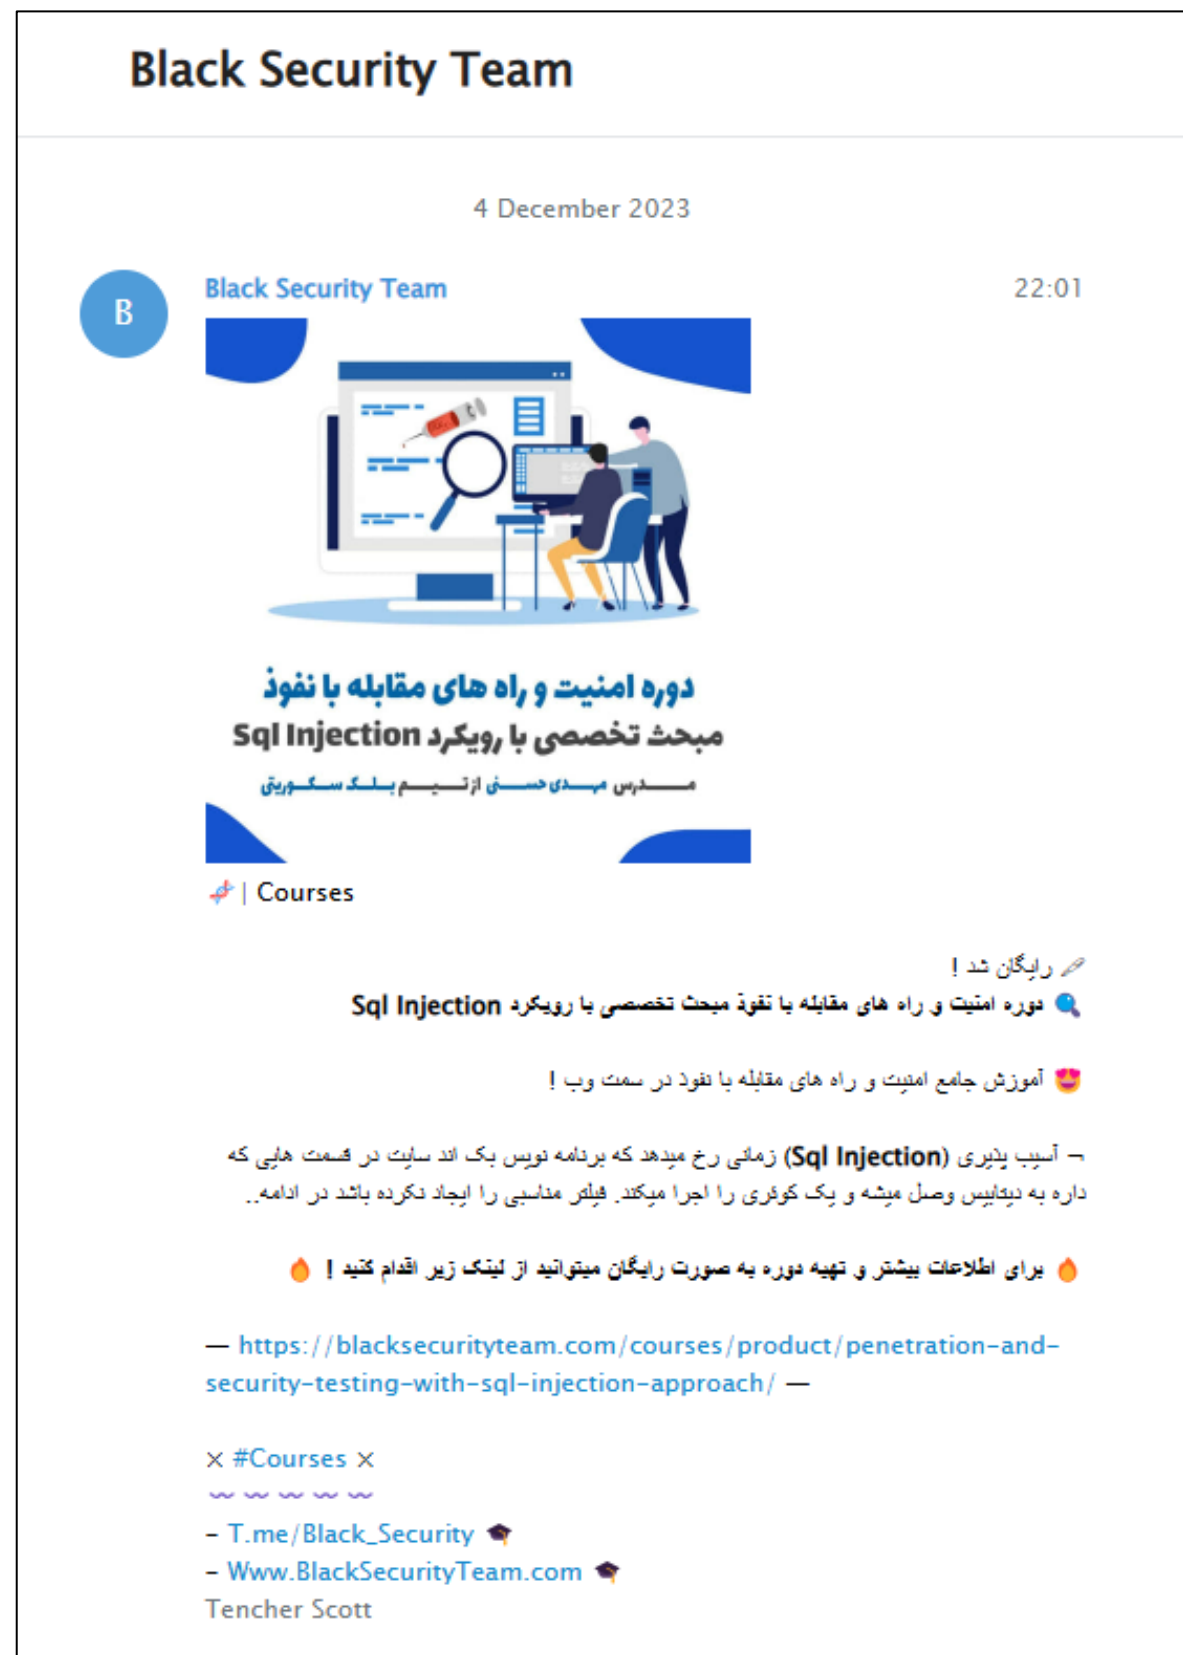 Black Security Team
4 December 2023
B
Black Security Team
22:01
دوره امنیت و راه های مقابله با نفوذ
مبحث تخصصی با رویکرد Sql Injection
مـــدرس مهـــدی حســـنی از تـــیـــم بـــلـــک ســـکـــوریتی
🧬 | Courses
رایگان شد !
🔍 دوره امنیت و راه های مقابله با نفوذ مبحث تخصصی با رویکرد Sql Injection
😍 آموزش جامع امنیت و راه های مقابله با نفوذ در سمت وب !
¬ آسیب پذیری (Sql Injection) زمانی رخ میدهد که برنامه نویس بک اند سایت در قسمت هایی که
داره به دیتابیس وصل میشه و یک کوئری را اجرا میکند. فیلتر مناسبی را ایجاد نکرده باشد در ادامه..
🔥 برای اطلاعات بیشتر و تهیه دوره به صورت رایگان میتوانید از لینک زیر اقدام کنید ! 🔥
— https://blacksecurityteam.com/courses/product/penetration-and-
security-testing-with-sql-injection-approach/ —
× #Courses ×
〰〰〰〰〰
- T.me/Black_Security 🎓
- Www.BlackSecurityTeam.com 🎓
Tencher Scott